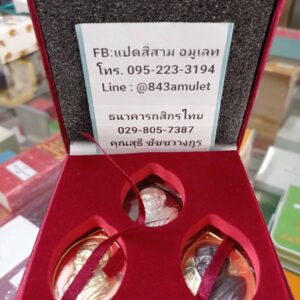 FB:แปดสี่สาม อมูเลท
โทร. 095-223-3194
Line : @843amulet
ธนาคารกสิกรไทย
029-805-7387
คุณสุธี ชัชชวางกูร